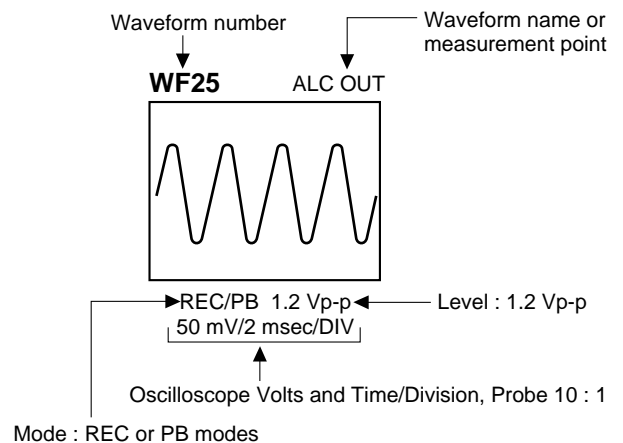 Waveform number
Waveform name or
measurement point
WF25 ALC OUT
REC/PB 1.2 Vp-p
Level : 1.2 Vp-p
50 mV/2 msec/DIV
Oscilloscope Volts and Time/Division, Probe 10 : 1
Mode : REC or PB modes